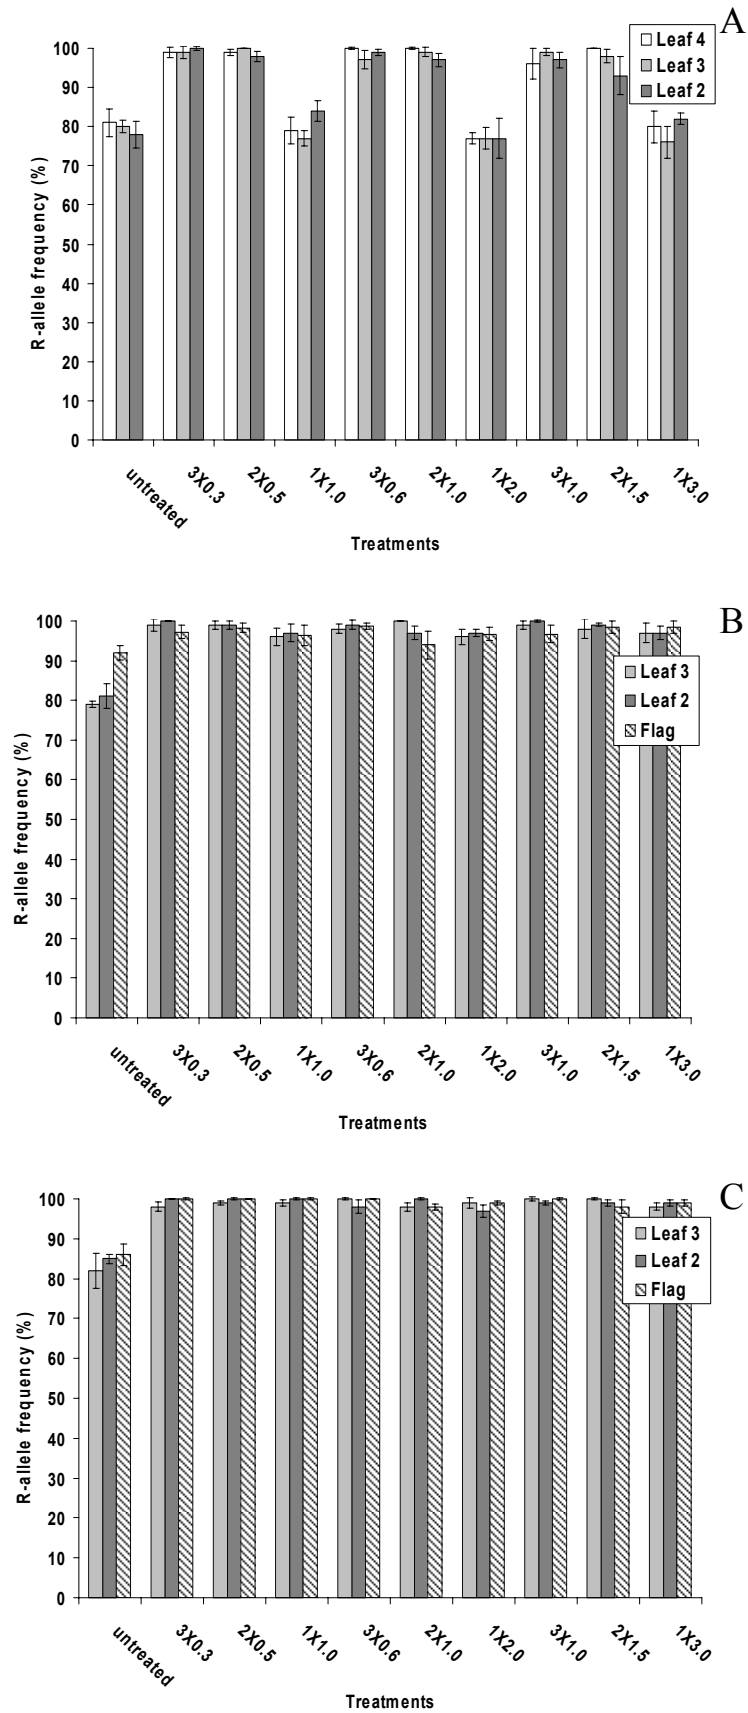 A
Leaf 4
Leaf 3
Leaf 2
R-allele frequency (%)
100
90
80
70
60
50
40
30
20
10
0
untreated 3X0.3 2X0.5 1X1.0 3X0.6 2X1.0 1X2.0 3X1.0 2X1.5 1X3.0
Treatments
B
Leaf 3
Leaf 2
Flag
R-allele frequency (%)
100
90
80
70
60
50
40
30
20
10
0
untreated 3X0.3 2X0.5 1X1.0 3X0.6 2X1.0 1X2.0 3X1.0 2X1.5 1X3.0
Treatments
C
Leaf 3
Leaf 2
Flag
R-allele frequency (%)
100
90
80
70
60
50
40
30
20
10
0
untreated 3X0.3 2X0.5 1X1.0 3X0.6 2X1.0 1X2.0 3X1.0 2X1.5 1X3.0
Treatments